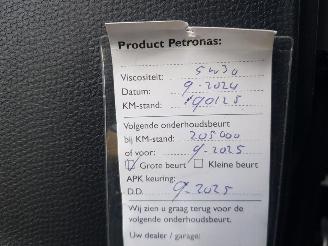 Product Petronas:
Viscositeit: 5w30
Datum: 9-2024
KM-stand: 190125
Volgende onderhoudsbeurt
bij KM-stand: 205000
of voor: 9-2025
Grote beurt Kleine beurt
APK keuring:
D.D. 9-2025
Wij zien u graag terug voor de
volgende onderhoudsbeurt.
Uw dealer / garage: